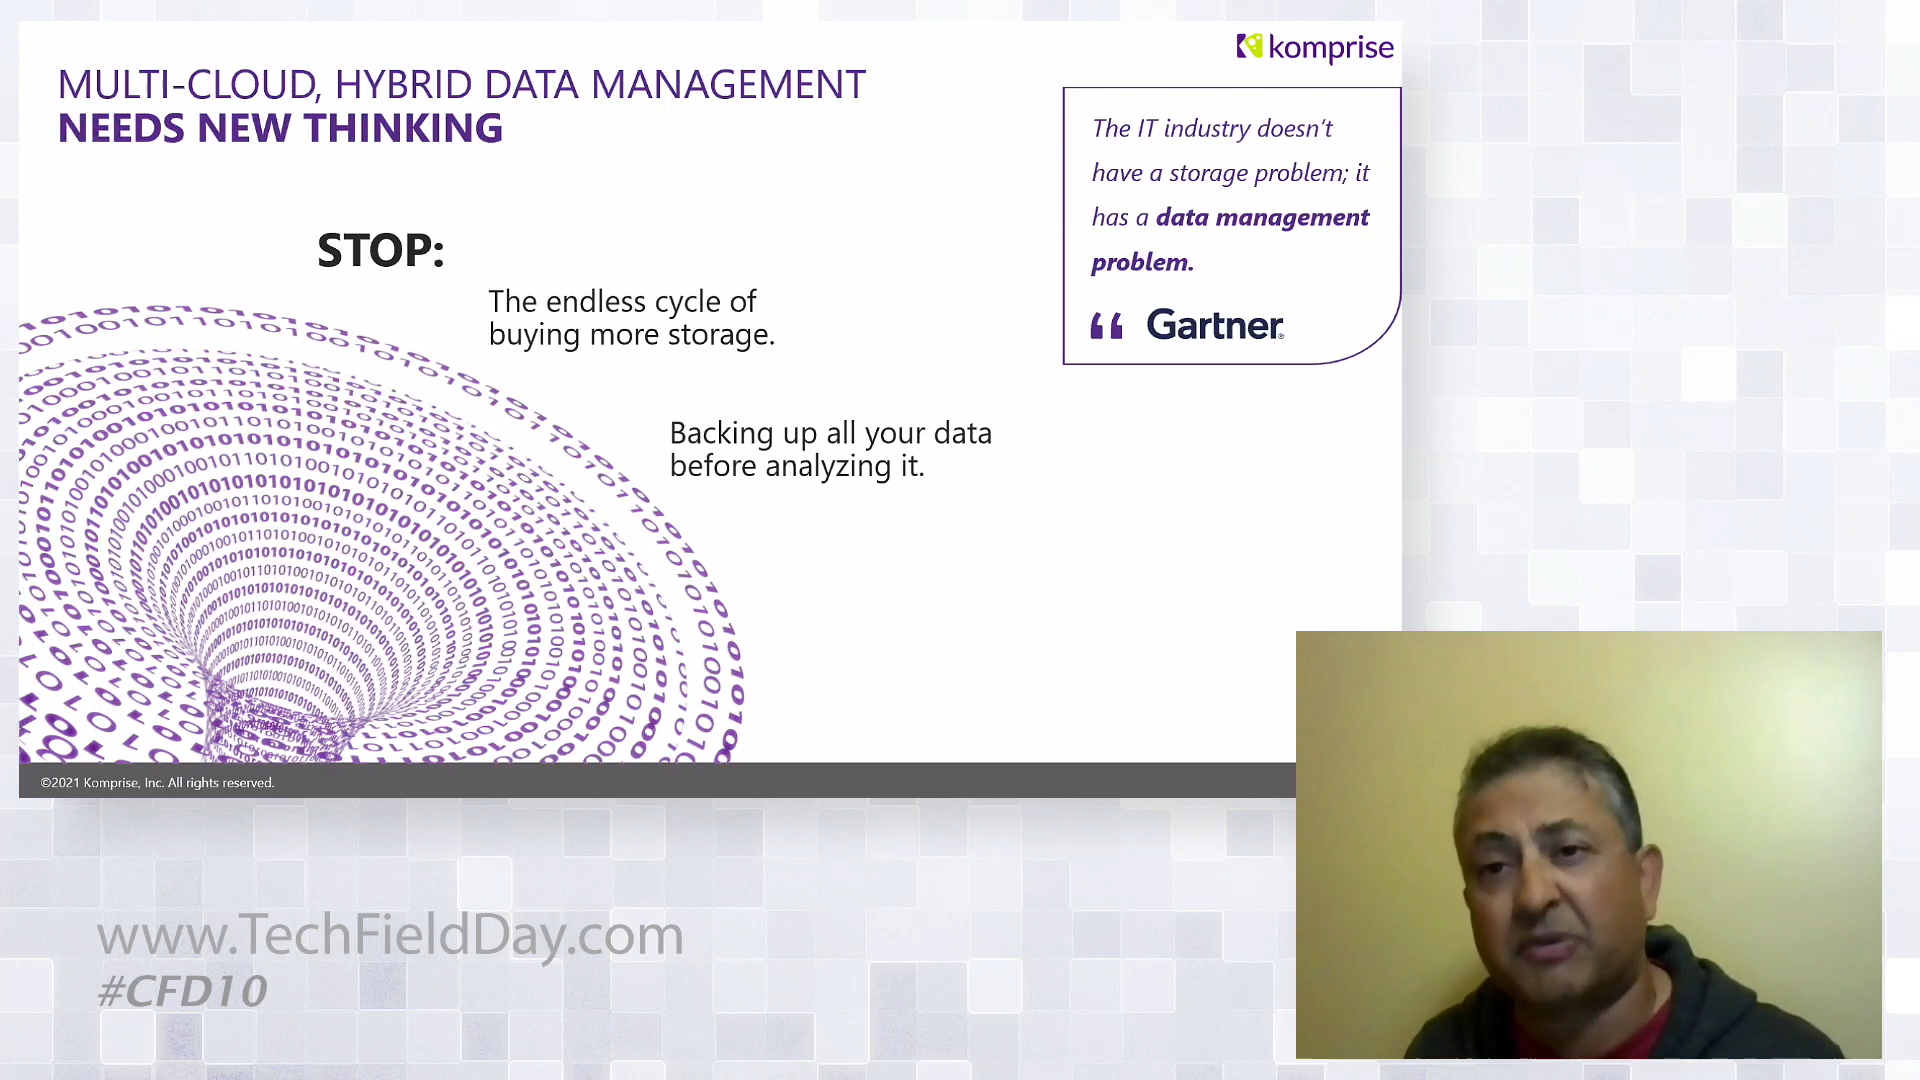 komprise
MULTI-CLOUD, HYBRID DATA MANAGEMENT
NEEDS NEW THINKING
The IT industry doesn't
have a storage problem; it
has a data management
problem.
“ Gartner®
STOP:
The endless cycle of
buying more storage.
Backing up all your data
before analyzing it.
©2021 Komprise, Inc. All rights reserved.
www.TechFieldDay.com
#CFD10